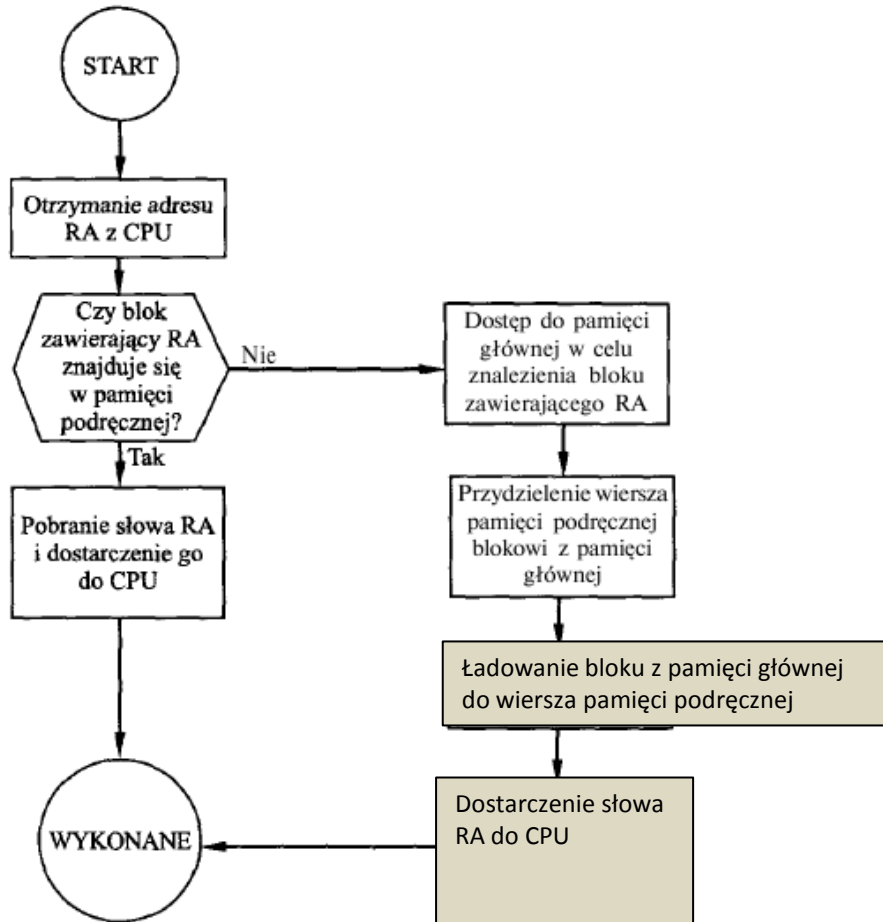 START
Otrzymanie adresu
RA z CPU
Czy blok
zawierający RA
znajduje się
w pamięci
podręcznej?
Nie
Tak
Pobranie słowa RA
i dostarczenie go
do CPU
WYKONANE
Dostęp do pamięci
głównej w celu
znalezienia bloku
zawierającego RA
Przydzielenie wiersza
pamięci podręcznej
blokowi z pamięci
głównej
Ładowanie bloku z pamięci głównej
do wiersza pamięci podręcznej
Dostarczenie słowa
RA do CPU